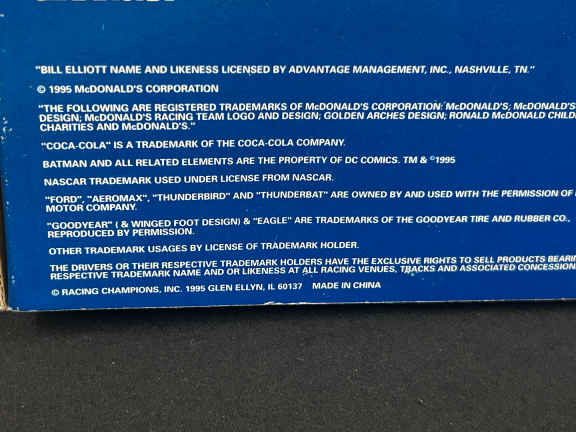 "BILL ELLIOTT NAME AND LIKENESS LICENSED BY ADVANTAGE MANAGEMENT, INC., NASHVILLE, TN."
© 1995 McDONALD'S CORPORATION
"THE FOLLOWING ARE REGISTERED TRADEMARKS OF McDONALD'S CORPORATION: McDONALD'S; McDONALD'S
DESIGN; McDONALD'S RACING TEAM LOGO AND DESIGN; GOLDEN ARCHES DESIGN; RONALD McDONALD CHILD
CHARITIES AND McDONALD'S."
"COCA-COLA" IS A TRADEMARK OF THE COCA-COLA COMPANY.
BATMAN AND ALL RELATED ELEMENTS ARE THE PROPERTY OF DC COMICS. TM & ©1995
NASCAR TRADEMARK USED UNDER LICENSE FROM NASCAR.
"FORD", "AEROMAX", "THUNDERBIRD" AND "THUNDERBAT" ARE OWNED BY AND USED WITH THE PERMISSION OF
MOTOR COMPANY.
"GOODYEAR" ( & WINGED FOOT DESIGN) & "EAGLE" ARE TRADEMARKS OF THE GOODYEAR TIRE AND RUBBER CO.,
REPRODUCED BY PERMISSION.
OTHER TRADEMARK USAGES BY LICENSE OF TRADEMARK HOLDER.
THE DRIVERS OR THEIR RESPECTIVE TRADEMARK HOLDERS HAVE THE EXCLUSIVE RIGHTS TO SELL PRODUCTS BEARIN
RESPECTIVE TRADEMARK NAME AND OR LIKENESS AT ALL RACING VENUES, TRACKS AND ASSOCIATED CONCESSION
© RACING CHAMPIONS, INC. 1995 GLEN ELLYN, IL 60137 MADE IN CHINA